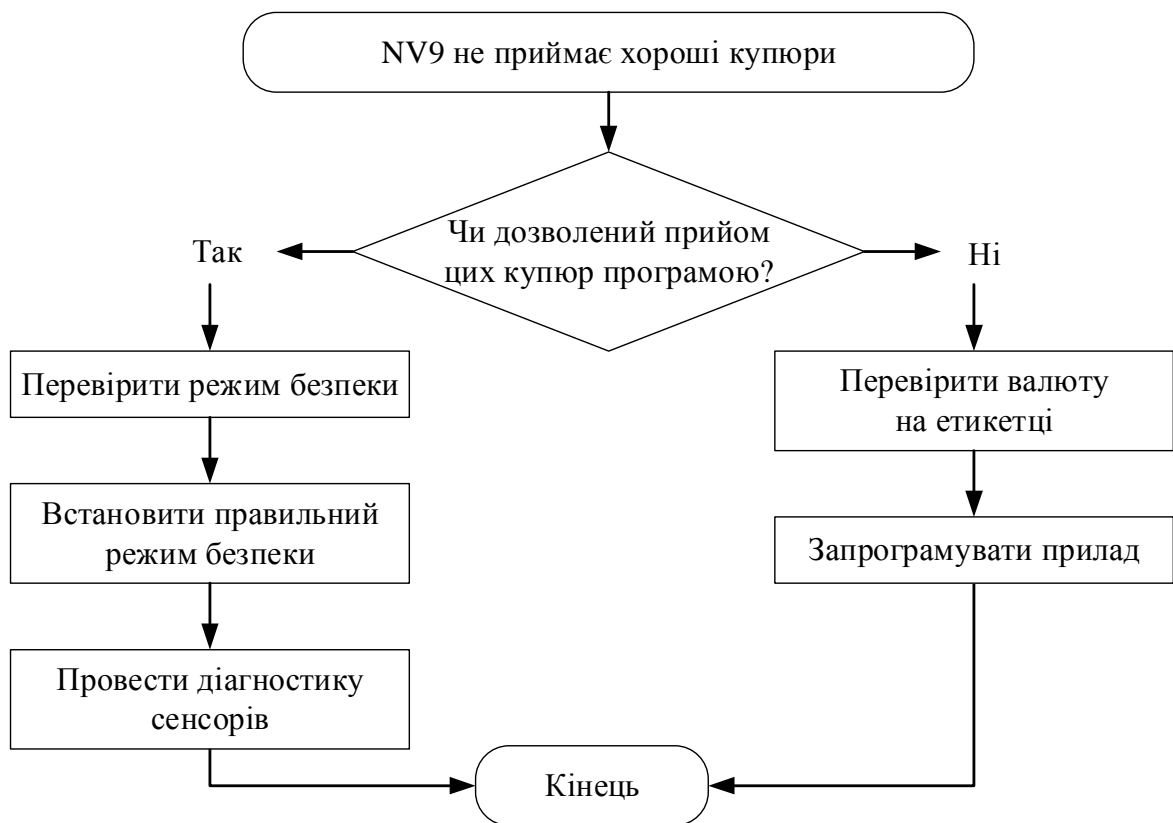 NV9 не приймає хороші купюри
Чи дозволений прийом
цих купюр програмою?
Так
Ні
Перевірити режим безпеки
Встановити правильний
режим безпеки
Провести діагностику
сенсорів
Перевірити валюту
на етикетці
Запрограмувати прилад
Кінець